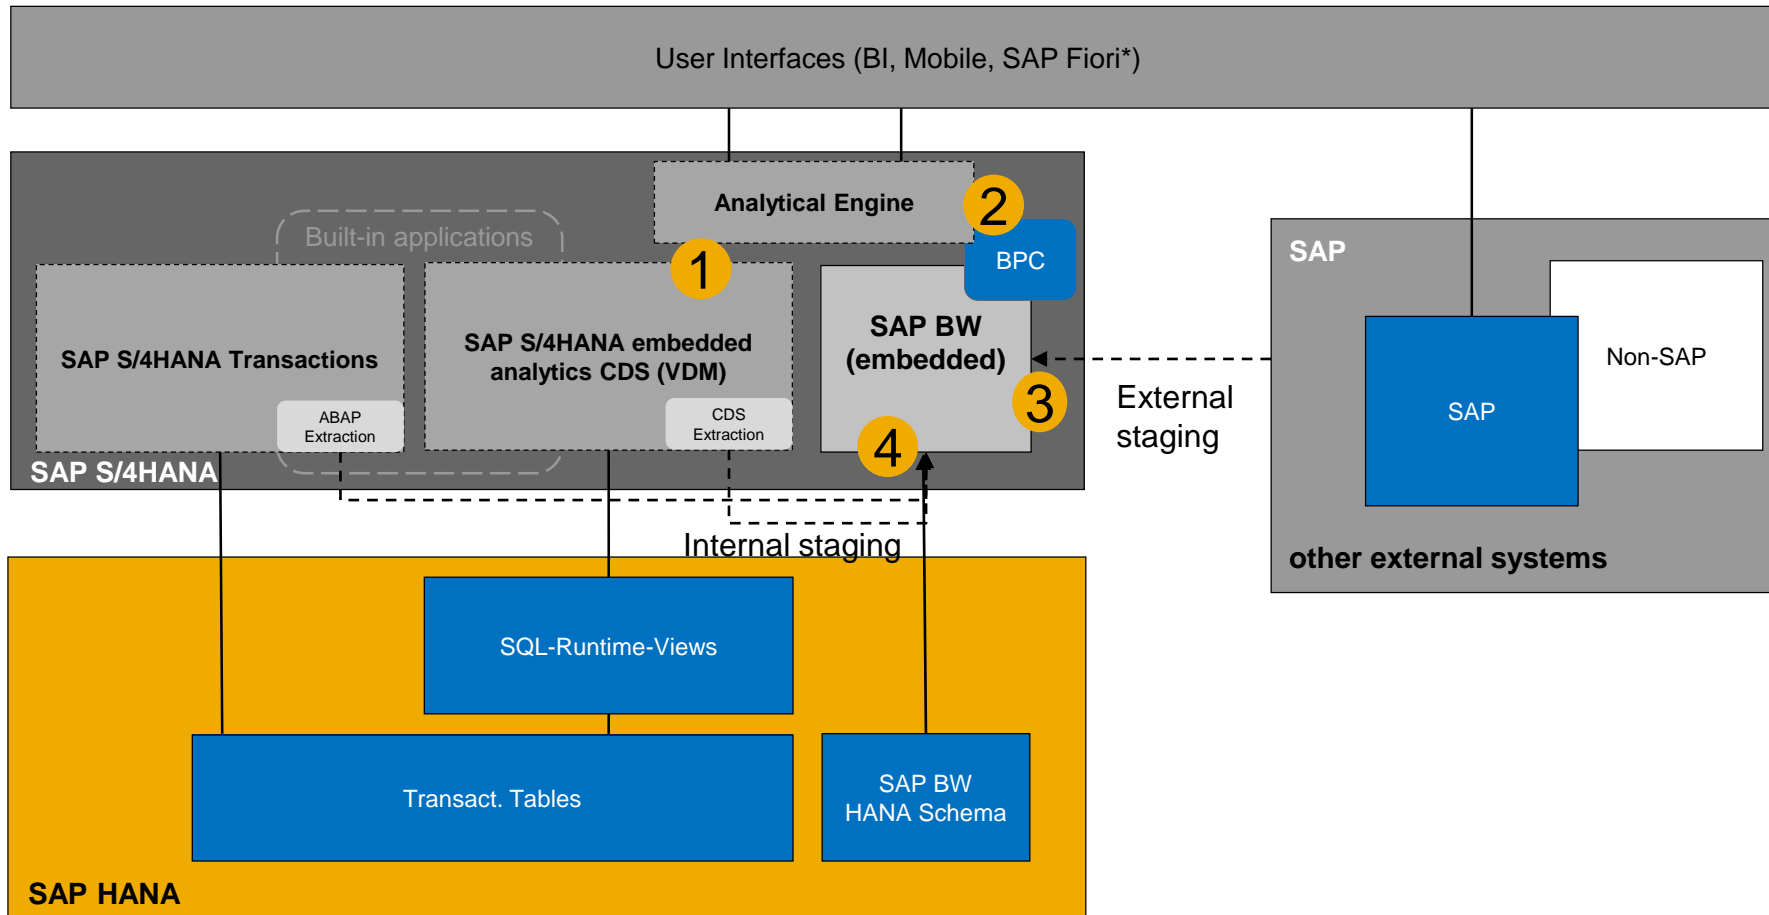 User Interfaces (BI, Mobile, SAP Fiori*)
Analytical Engine
2
Built-in applications
1
BPC
SAP S/4HANA Transactions
ABAP
Extraction
SAP S/4HANA embedded
analytics CDS (VDM)
CDS
Extraction
SAP BW
(embedded)
3
4
SAP S/4HANA
External
staging
Internal staging
SAP
Non-SAP
SAP
other external systems
SQL-Runtime-Views
Transact. Tables
SAP BW
HANA Schema
SAP HANA